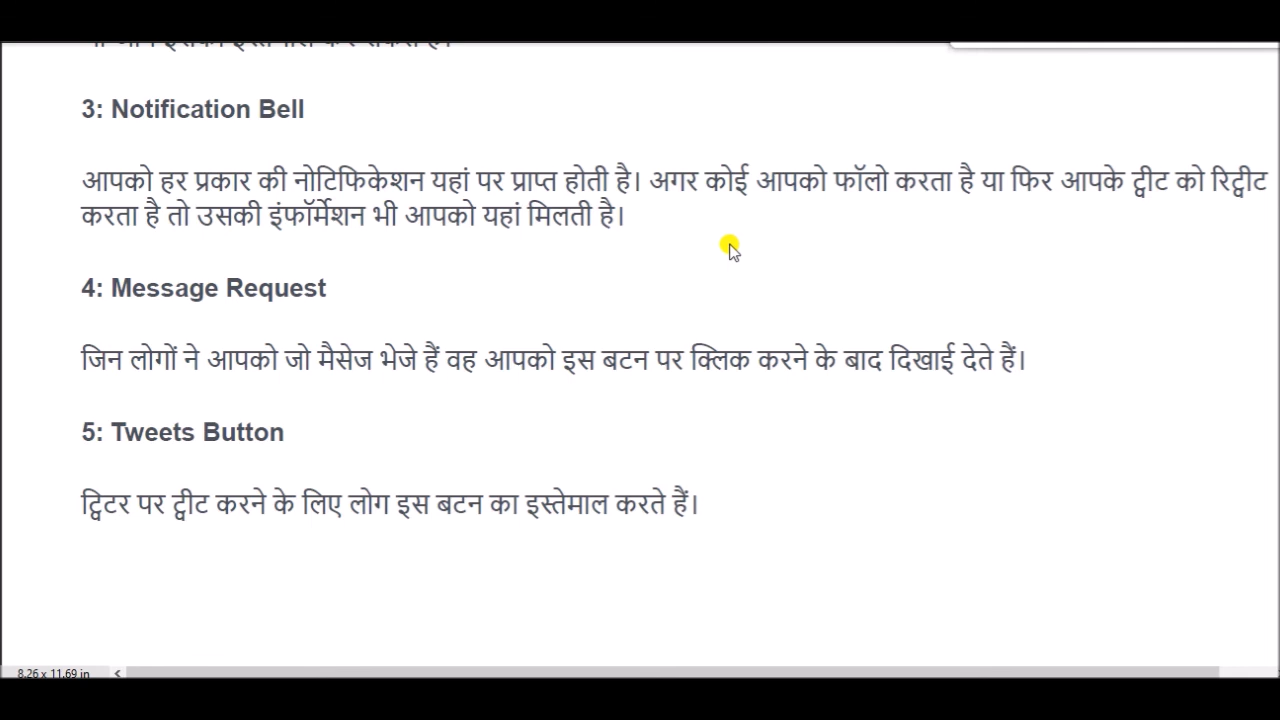 3: Notification Bell
आपको हर प्रकार की नोटिफिकेशन यहां पर प्राप्त होती है। अगर कोई आपको फॉलो करता है या फिर आपके ट्वीट को रिट्वीट
करता है तो उसकी इंफॉर्मेशन भी आपको यहां मिलती है।
4: Message Request
जिन लोगों ने आपको जो मैसेज भेजे हैं वह आपको इस बटन पर क्लिक करने के बाद दिखाई देते हैं।
5: Tweets Button
ट्विटर पर ट्वीट करने के लिए लोग इस बटन का इस्तेमाल करते हैं।
8.26 x 11.69 in